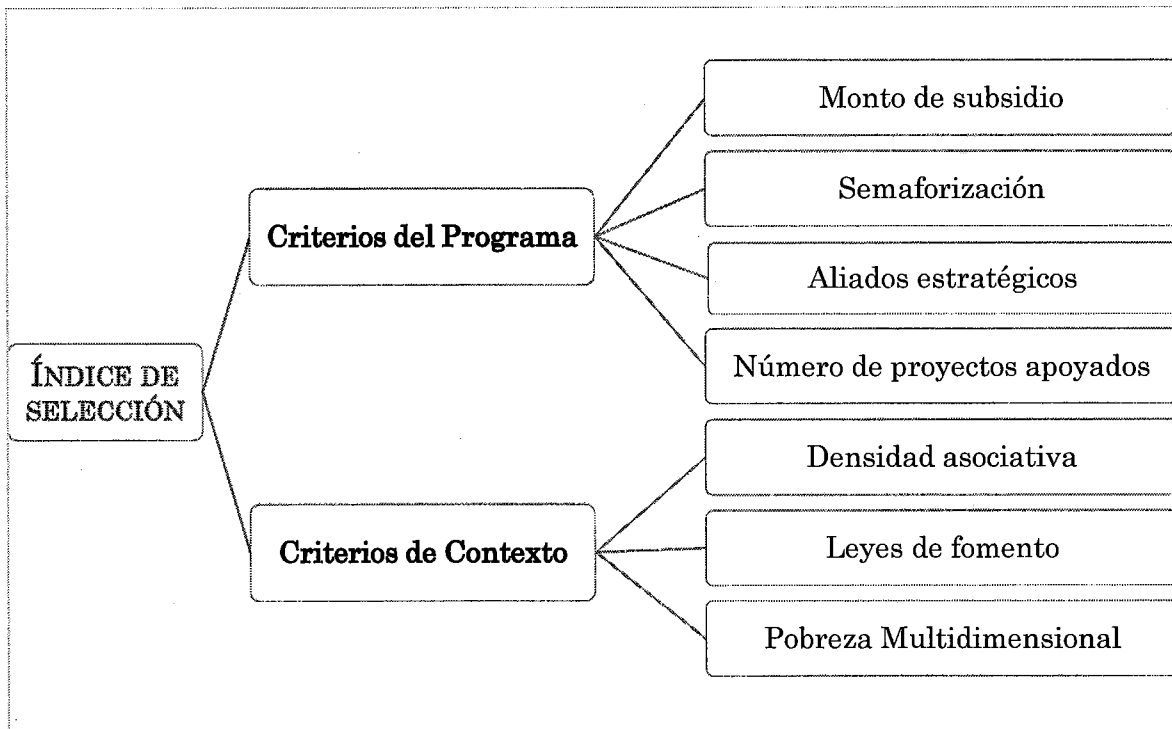 Monto de subsidio
Semaforización
Criterios del Programa
Aliados estratégicos
Número de proyectos apoyados
ÍNDICE DE
SELECCIÓN
Densidad asociativa
Criterios de Contexto
Leyes de fomento
Pobreza Multidimensional